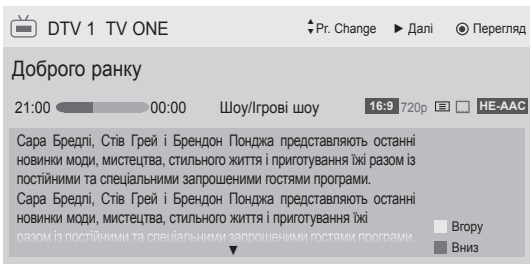 DTV 1 TV ONE Pr. Change Далі Перегляд
Доброго ранку
21:00 00:00 Шоу/Ігрові шоу 16:9 720p HE-AAC
Сара Бредлі, Стів Грей і Брендон Понджа представляють останні
новинки моди, мистецтва, стильного життя і приготування їжі разом із
постійними та спеціальними запрошеними гостями програми.
Сара Бредлі, Стів Грей і Брендон Понджа представляють останні
новинки моди, мистецтва, стильного життя і приготування їжі
разом із постійними та спеціальними запрошеними гостями програми.
Вгору
Вниз